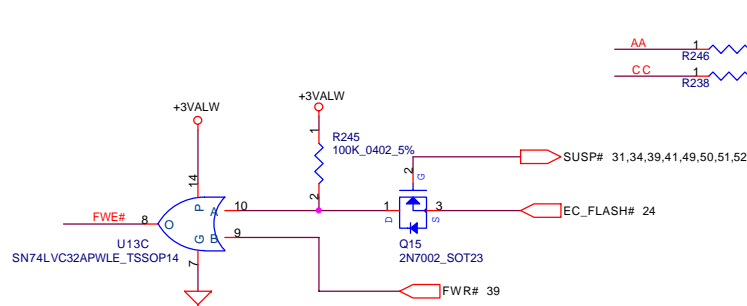 AA 1
R246
CC 1
R238
+3VALW
+3VALW
1
R245
100K_0402_5%
2
SUSP# 31,34,39,41,49,50,51,52
2
G
14
P
A
10
1
D
3
S
EC_FLASH# 24
FWE# 8
O
G
B
9
U13C
SN74LVC32APWLE_TSSOP14
7
Q15
2N7002_SOT23
FWR# 39